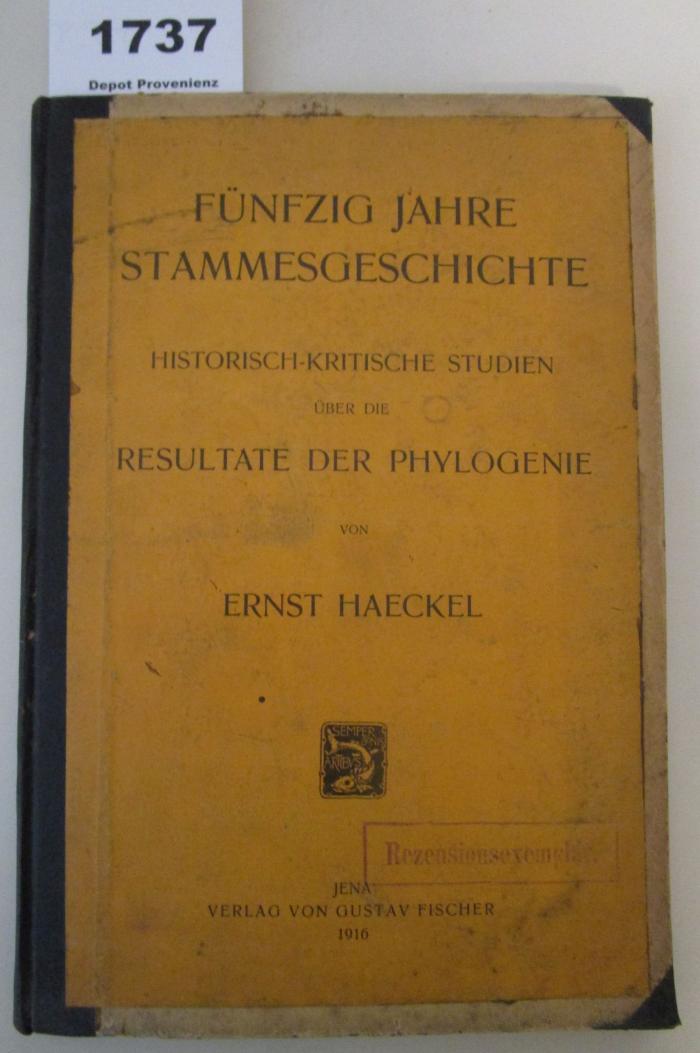 1737
Depot Provenienz
FÜNFZIG JAHRE
STAMMESGESCHICHTE
HISTORISCH-KRITISCHE STUDIEN
ÜBER DIE
RESULTATE DER PHYLOGENIE
VON
ERNST HAECKEL
SEMPER
BONIS
ARTIBUS
Rezensionsexemplar.
JENA
VERLAG VON GUSTAV FISCHER
1916